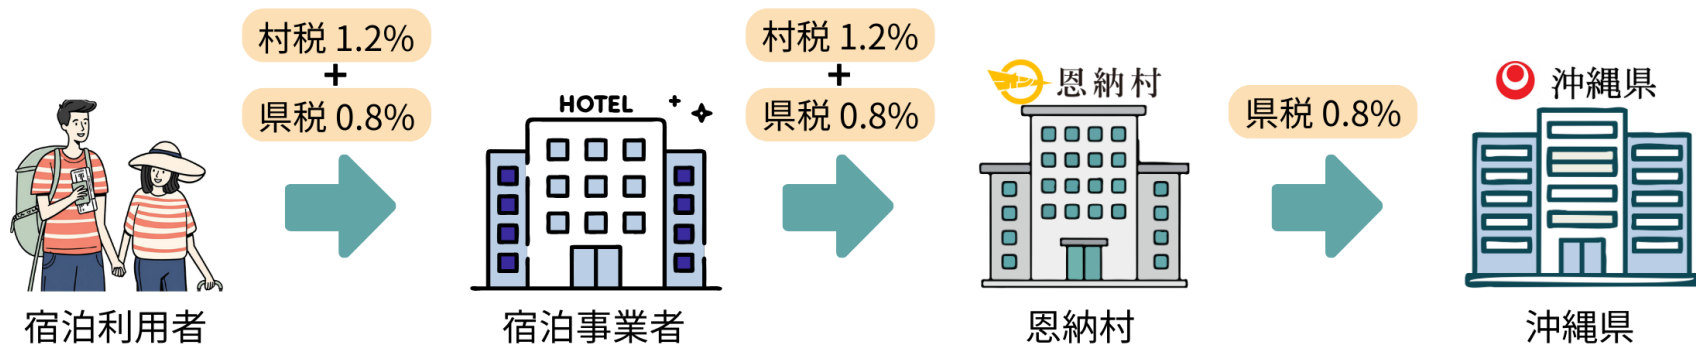 村税 1.2%
+
県税 0.8%
村税 1.2%
+
県税 0.8%
県税 0.8%
HOTEL
恩納村
沖縄県
宿泊利用者
宿泊事業者
恩納村
沖縄県